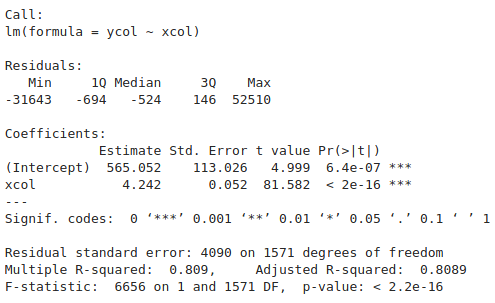 Call:
lm(formula = ycol ~ xcol)
Residuals:
   Min     1Q Median     3Q    Max
-31643   -694   -524    146  52510
Coefficients:
            Estimate Std. Error t value Pr(>|t|)
(Intercept)  565.052    113.026   4.999  6.4e-07 ***
xcol           4.242      0.052  81.582  < 2e-16 ***
---
Signif. codes:  0 ‘***’ 0.001 ‘**’ 0.01 ‘*’ 0.05 ‘.’ 0.1 ‘ ’ 1
Residual standard error: 4090 on 1571 degrees of freedom
Multiple R-squared:  0.809,     Adjusted R-squared:  0.8089
F-statistic:  6656 on 1 and 1571 DF,  p-value: < 2.2e-16